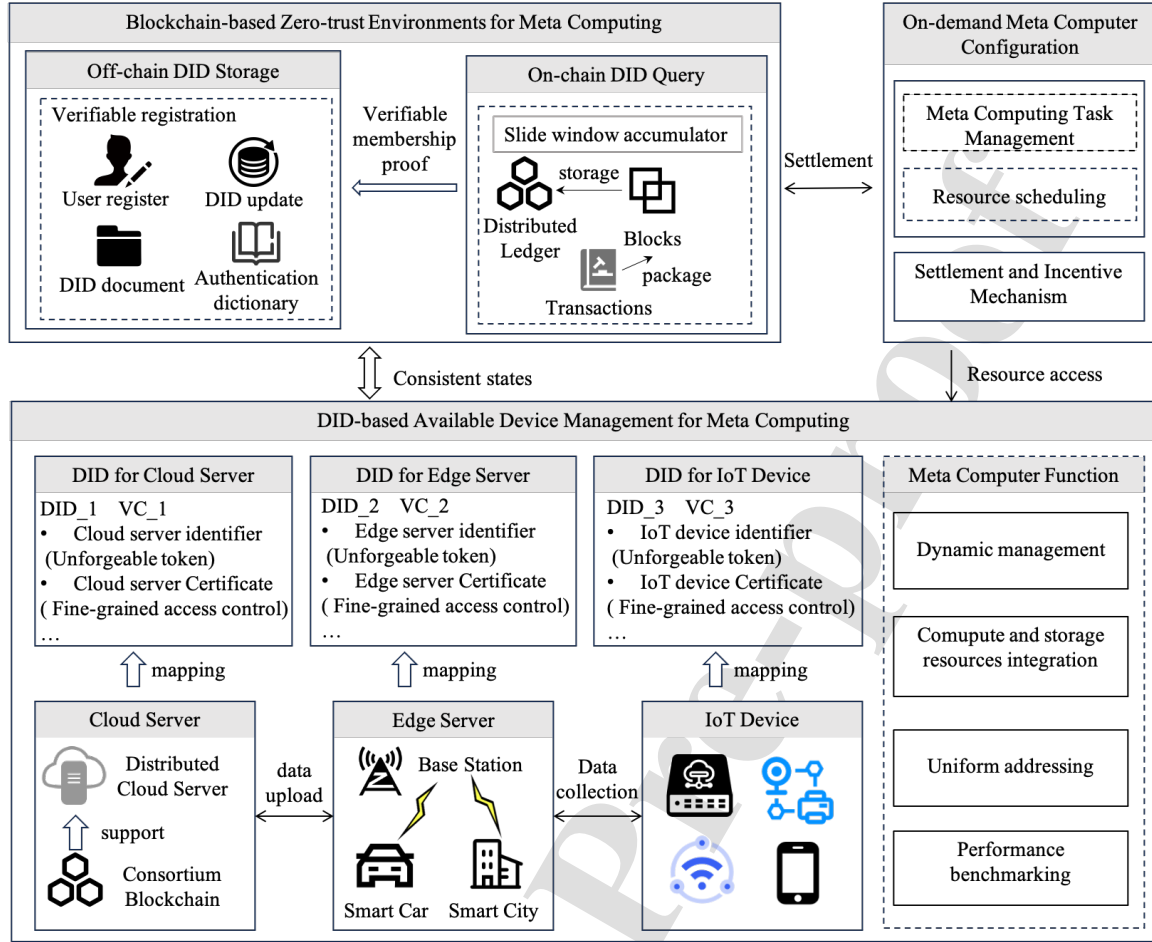 Blockchain-based Zero-trust Environments for Meta Computing
Off-chain DID Storage
Verifiable registration
User register
DID update
DID document
Authentication
dictionary
Verifiable
membership
proof
On-chain DID Query
Slide window accumulator
storage
Distributed
Ledger
Blocks
package
Transactions
Settlement
On-demand Meta Computer
Configuration
Meta Computing Task
Management
Resource scheduling
Settlement and Incentive
Mechanism
Consistent states
Resource access
DID-based Available Device Management for Meta Computing
DID for Cloud Server
DID_1 VC_1
• Cloud server identifier
(Unforgeable token)
• Cloud server Certificate
( Fine-grained access control)
…
mapping
DID for Edge Server
DID_2 VC_2
• Edge server identifier
(Unforgeable token)
• Edge server Certificate
( Fine-grained access control)
…
mapping
DID for IoT Device
DID_3 VC_3
• IoT device identifier
(Unforgeable token)
• IoT device Certificate
( Fine-grained access control)
…
mapping
Cloud Server
Distributed
Cloud Server
support
Consortium
Blockchain
data
upload
Edge Server
Base Station
Smart Car
Smart City
Data
collection
IoT Device
Meta Computer Function
Dynamic management
Comupute and storage
resources integration
Uniform addressing
Performance
benchmarking
Pre-proof